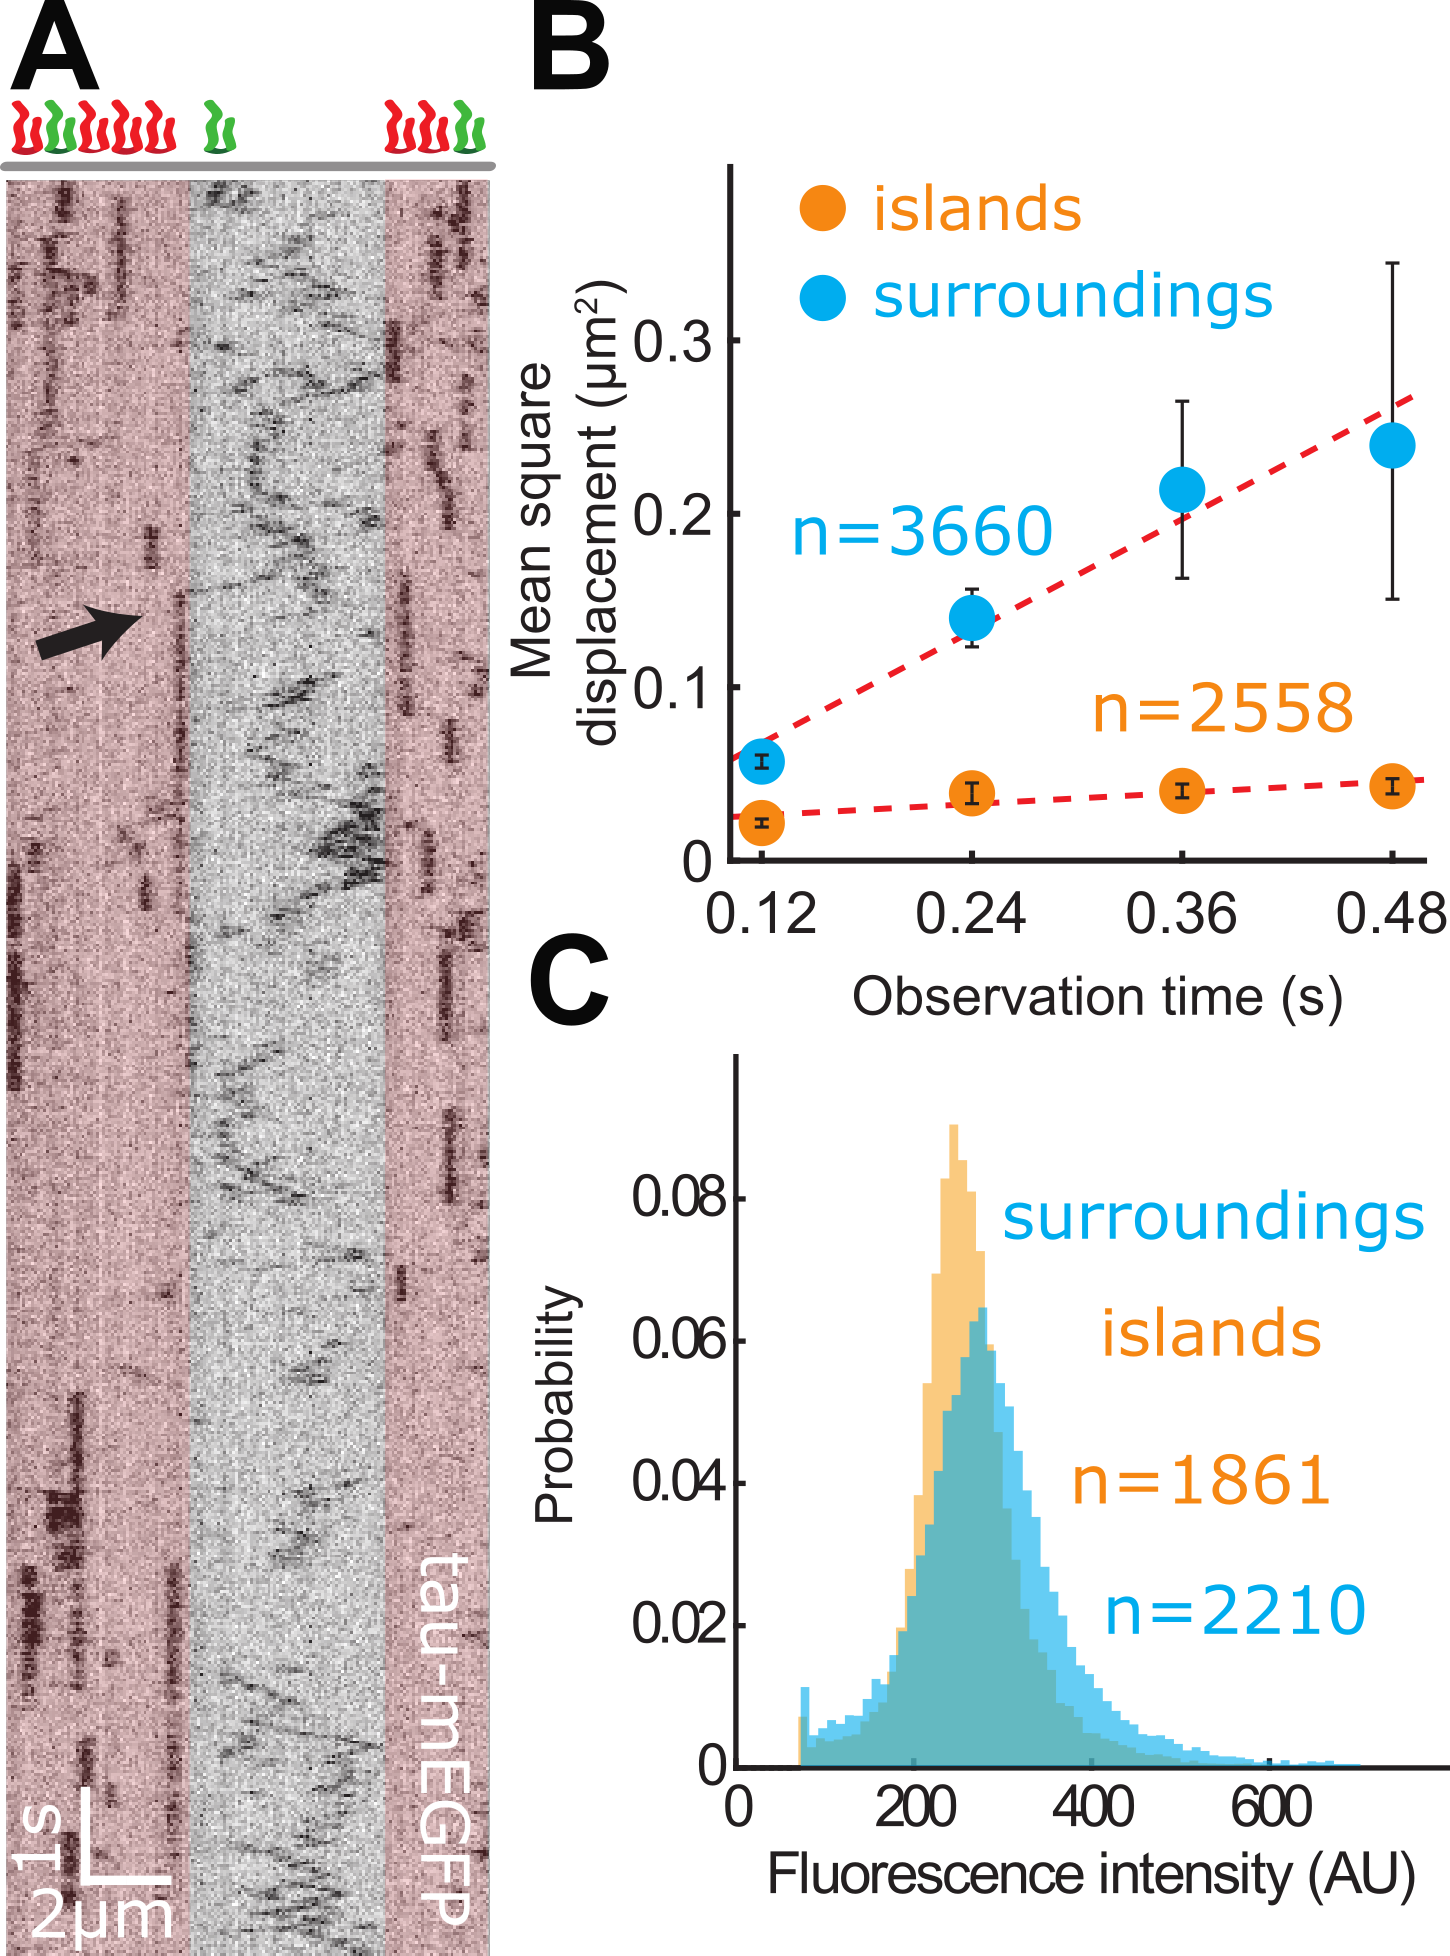 A
tau-mEGFP
1s
2µm
B
islands
surroundings
Mean square
displacement (µm²)
0.3
0.2
0.1
0
n=3660
n=2558
0.12 0.24 0.36 0.48
Observation time (s)
C
Probability
0.08
0.06
0.04
0.02
0
surroundings
islands
n=1861
n=2210
0 200 400 600
Fluorescence intensity (AU)